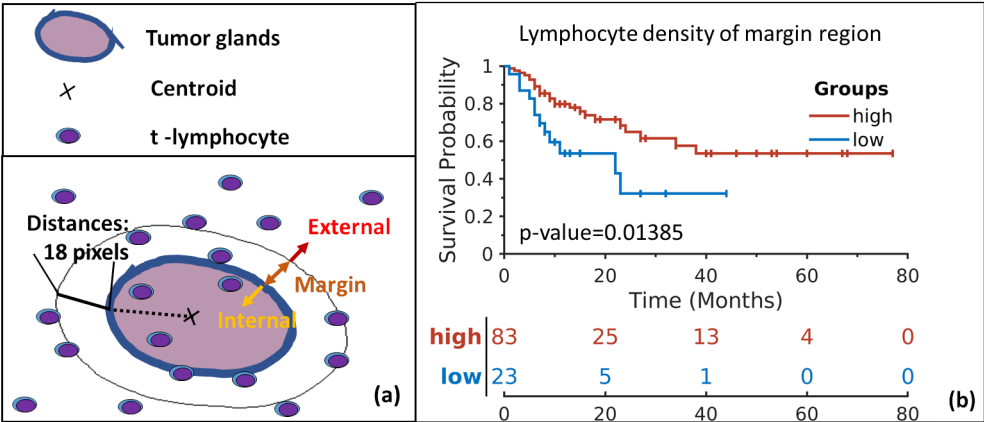 Tumor glands
Centroid
t -lymphocyte
Distances:
18 pixels
External
Margin
Internal
(a)
Lymphocyte density of margin region
Survival Probability
1
0.8
0.6
0.4
0.2
0
Groups
high
low
p-value=0.01385
0 20 40 60 80
Time (Months)
high 83 25 13 4 0
low 23 5 1 0 0
0 20 40 60 80
(b)